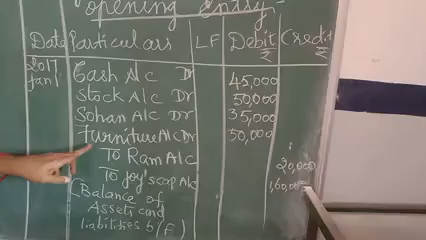 opening entry
Date Particulars LF Debit ₹ Credit ₹
2017
Jan 1 Cash A/c Dr 45,000
Stock A/c Dr 50,000
Sohan A/c Dr 35,000
furniture A/c Dr 50,000
To Ram A/c 20,000
To Joy's cap A/c 1,60,000
(Balance of
Assets and
liabilities b/f)